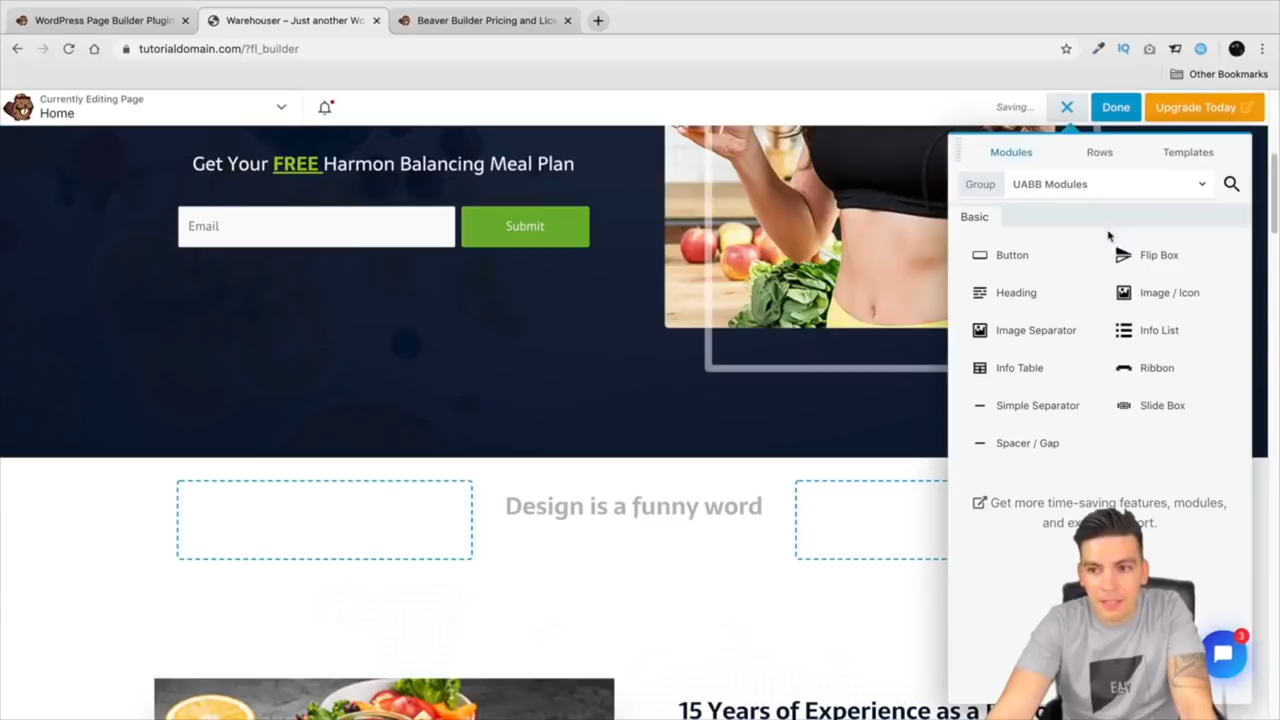 WordPress Page Builder Plugin
Warehouser – Just another Wo
Beaver Builder Pricing and Lice
tutorialdomain.com/?fl_builder
IQ
Other Bookmarks
Currently Editing Page
Home
Saving...
Done
Upgrade Today
Get Your FREE Harmon Balancing Meal Plan
Email
Submit
Modules
Rows
Templates
Group
UABB Modules
Basic
Button
Flip Box
Heading
Image / Icon
Image Separator
Info List
Info Table
Ribbon
Simple Separator
Slide Box
Spacer / Gap
Get more time-saving features, modules,
and
Design is a funny word
15 Years of Experience as a
3